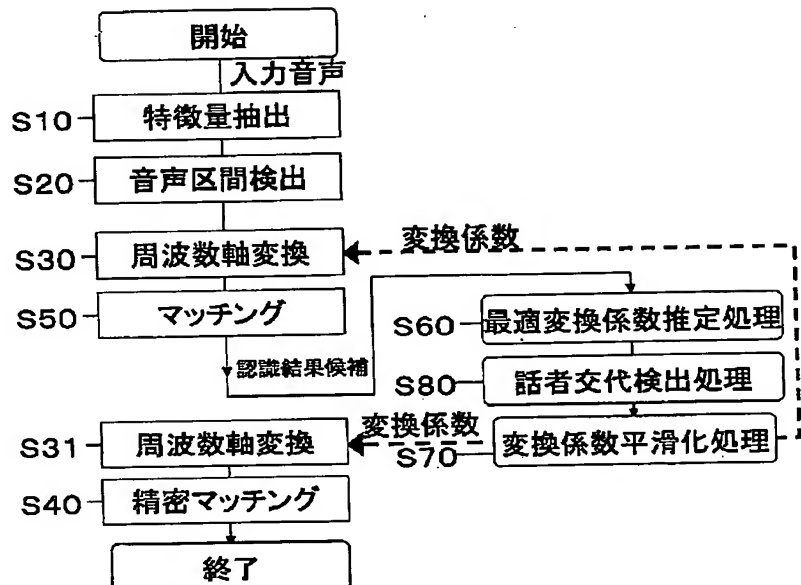 開始
入力音声
S10 特徴量抽出
S20 音声区間検出
S30 周波数軸変換
変換係数
S50 マッチング
認識結果候補
S60 最適変換係数推定処理
S80 話者交代検出処理
S70 変換係数平滑化処理
変換係数
S31 周波数軸変換
S40 精密マッチング
終了